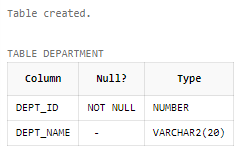 Table created.
TABLE DEPARTMENT
Column Null? Type
DEPT_ID NOT NULL NUMBER
DEPT_NAME - VARCHAR2(20)